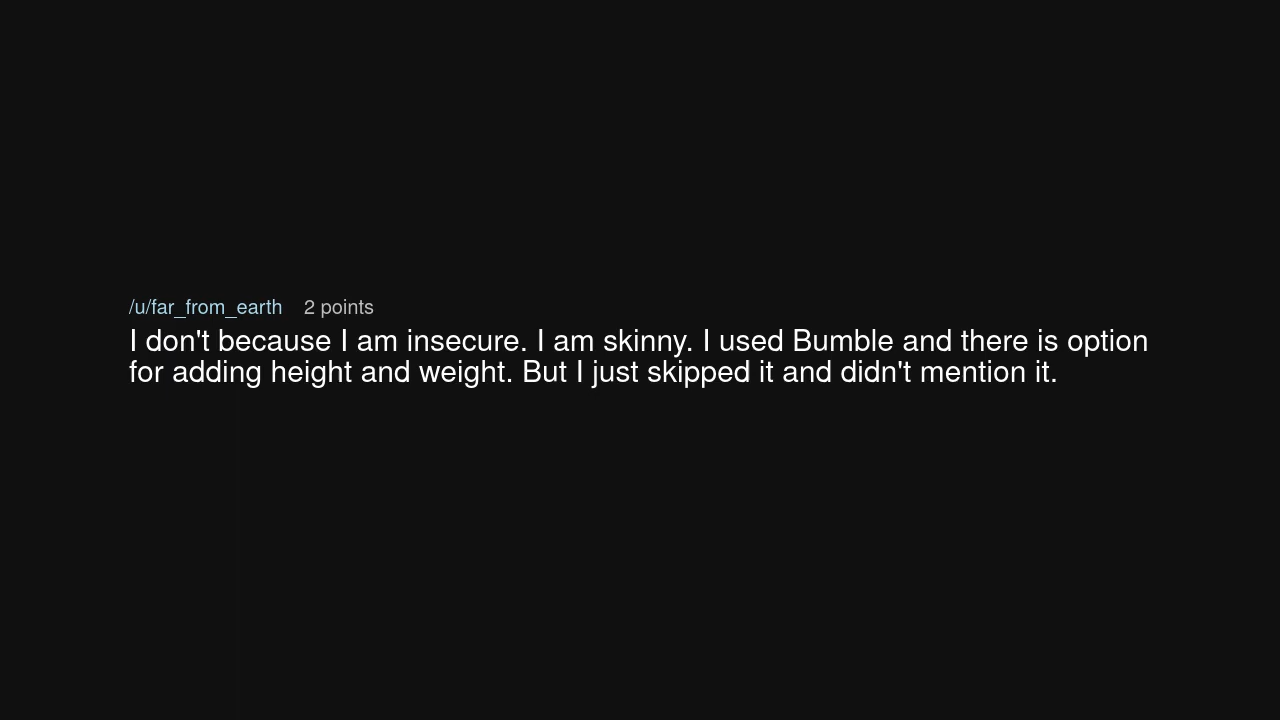 /u/far_from_earth 2 points
I don't because I am insecure. I am skinny. I used Bumble and there is option
for adding height and weight. But I just skipped it and didn't mention it.